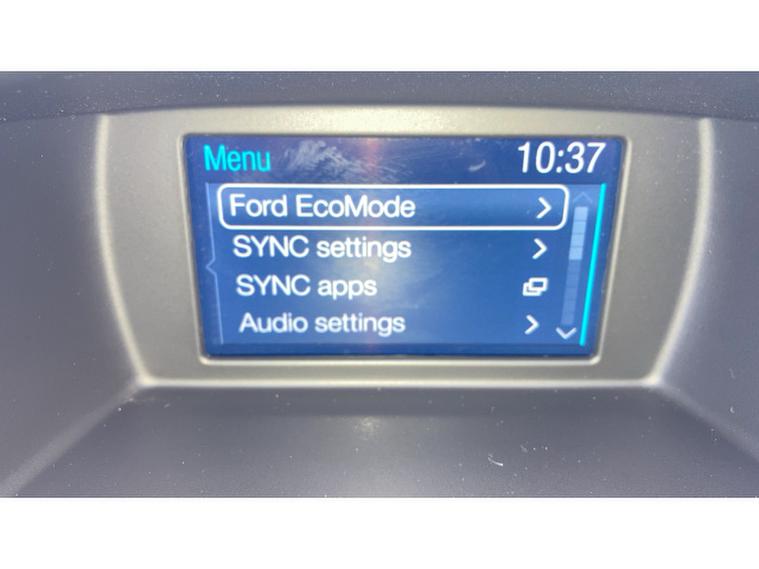 Menu 10:37
Ford EcoMode
SYNC settings
SYNC apps
Audio settings